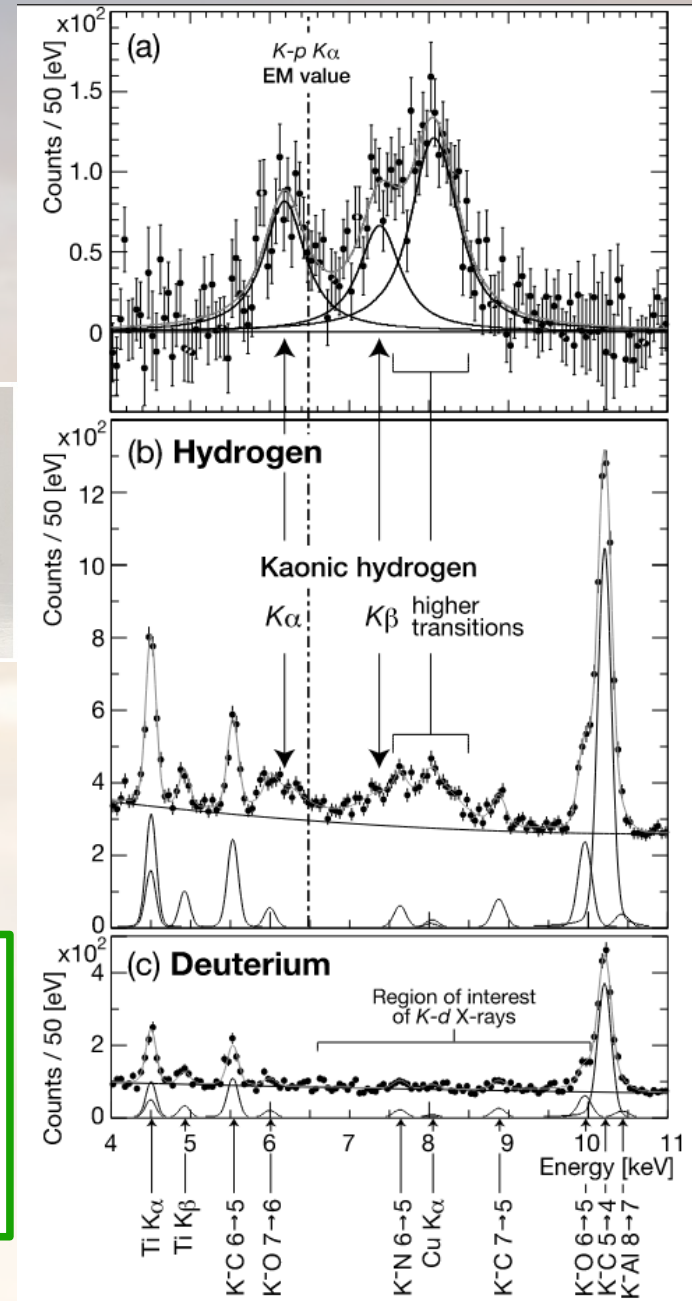 x10²
(a)
K-p Kα
EM value
Counts / 50 [eV]
1.5
1.0
0.5
0
x10²
(b) Hydrogen
Counts / 50 [eV]
12
10
8
6
4
2
0
Kaonic hydrogen
Kα
Kβ
higher
transitions
x10²
(c) Deuterium
Counts / 50 [eV]
4
2
0
Region of interest
of K-d X-rays
4 5 6 7 8 9 10 11
Energy [keV]
Ti Kα
Ti Kβ
K⁻C 6→5
K⁻O 7→6
K⁻N 6→5
Cu Kα
K⁻C 7→5
K⁻O 6→5
K⁻C 5→4
K⁻Al 8→7